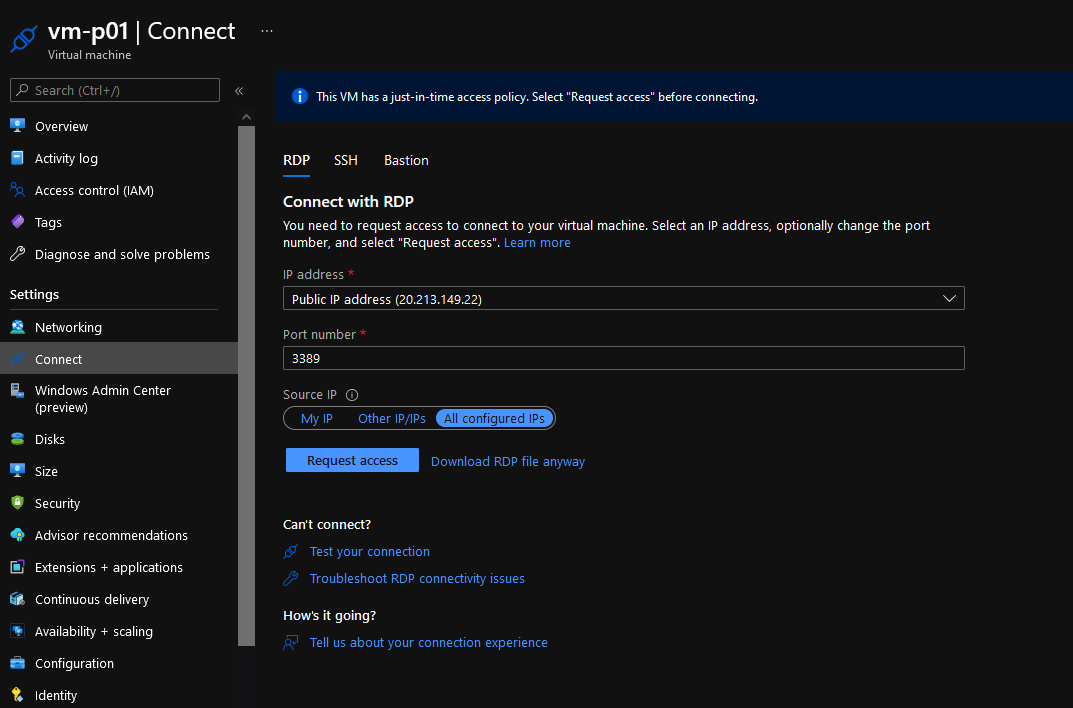 vm-p01 | Connect ...
Virtual machine
Search (Ctrl+/)
«
Overview
Activity log
Access control (IAM)
Tags
Diagnose and solve problems
Settings
Networking
Connect
Windows Admin Center
(preview)
Disks
Size
Security
Advisor recommendations
Extensions + applications
Continuous delivery
Availability + scaling
Configuration
Identity
This VM has a just-in-time access policy. Select "Request access" before connecting.
RDP SSH Bastion
Connect with RDP
You need to request access to connect to your virtual machine. Select an IP address, optionally change the port
number, and select "Request access". Learn more
IP address *
Public IP address (20.213.149.22)
Port number *
3389
Source IP
My IP Other IP/IPs All configured IPs
Request access Download RDP file anyway
Can't connect?
Test your connection
Troubleshoot RDP connectivity issues
How's it going?
Tell us about your connection experience